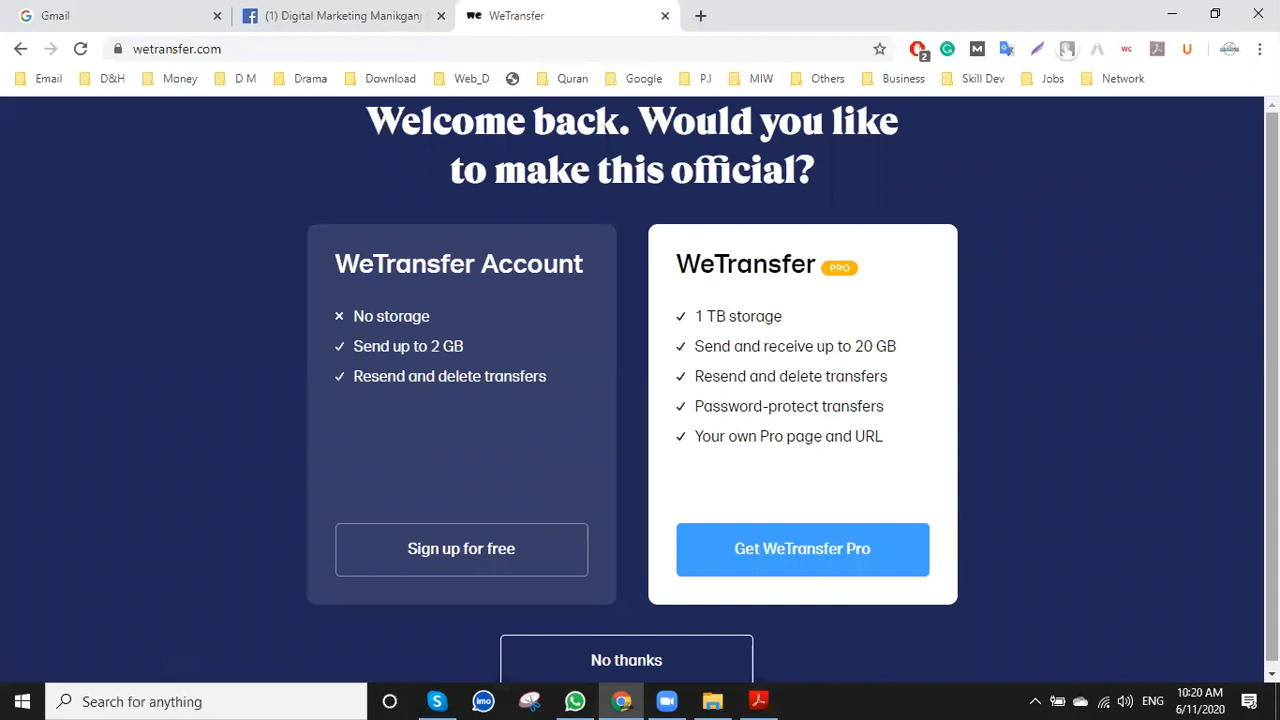 Gmail
(1) Digital Marketing Manikganj
WeTransfer
wetransfer.com
2
Email
D&H
Money
D M
Drama
Download
Web_D
Quran
Google
P.I
MIW
Others
Business
Skill Dev
Jobs
Network
Welcome back. Would you like
to make this official?
WeTransfer Account
No storage
Send up to 2 GB
Resend and delete transfers
Sign up for free
WeTransfer PRO
1 TB storage
Send and receive up to 20 GB
Resend and delete transfers
Password-protect transfers
Your own Pro page and URL
Get WeTransfer Pro
No thanks
Search for anything
imo
ENG
10:20 AM
6/11/2020